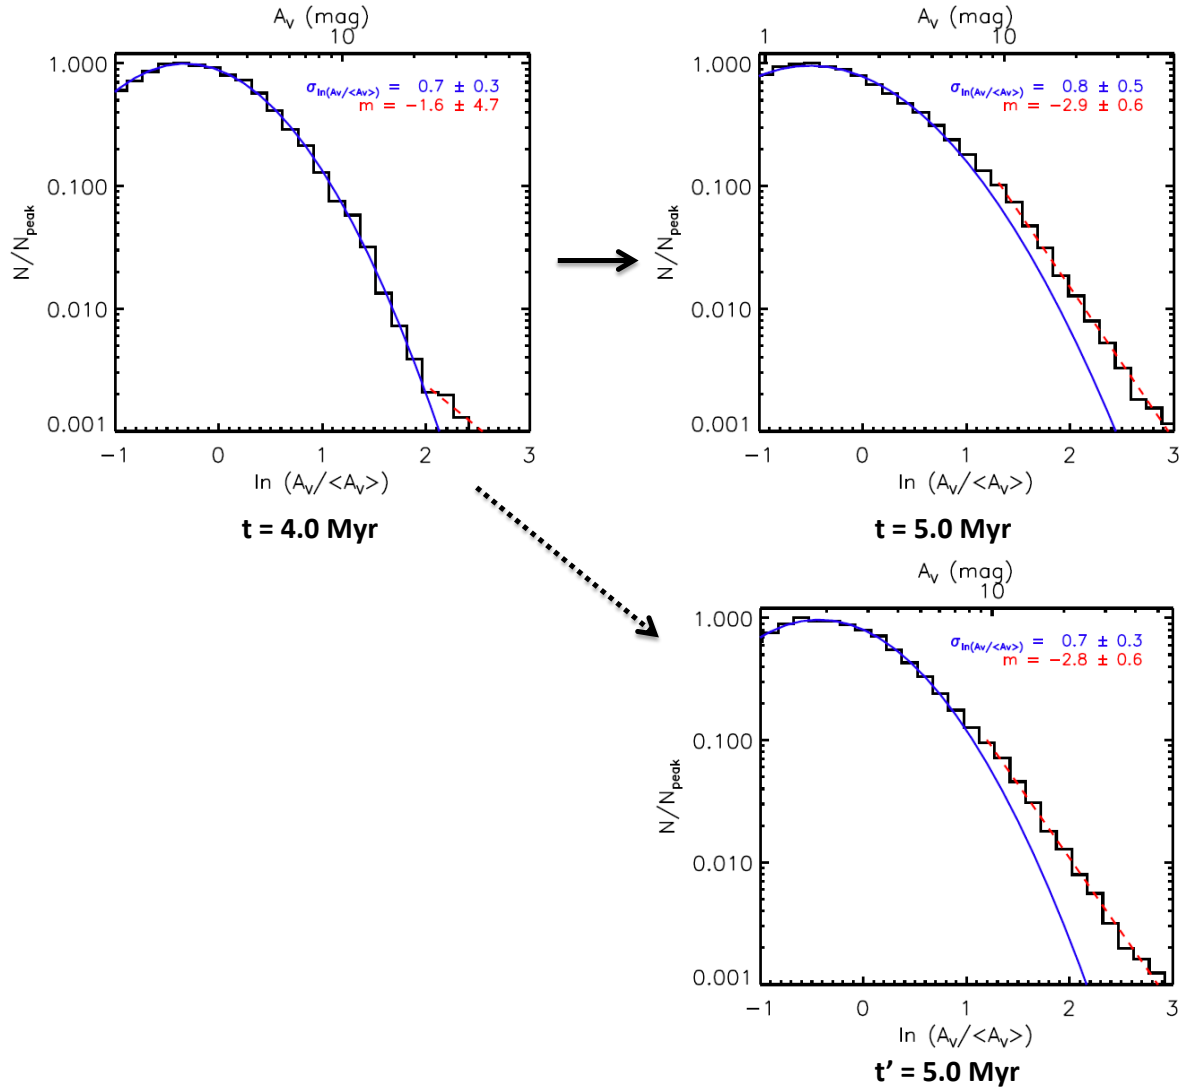 A_V (mag)
10
σ_ln(Av/<Av>) = 0.7 ± 0.3
m = −1.6 ± 4.7
1.000
0.100
0.010
0.001
N/N_peak
−1 0 1 2 3
ln (A_V/<A_V>)
t = 4.0 Myr
A_V (mag)
1 10
σ_ln(Av/<Av>) = 0.8 ± 0.5
m = −2.9 ± 0.6
1.000
0.100
0.010
0.001
N/N_peak
−1 0 1 2 3
ln (A_V/<A_V>)
t = 5.0 Myr
A_V (mag)
10
σ_ln(Av/<Av>) = 0.7 ± 0.3
m = −2.8 ± 0.6
1.000
0.100
0.010
0.001
N/N_peak
−1 0 1 2 3
ln (A_V/<A_V>)
t’ = 5.0 Myr